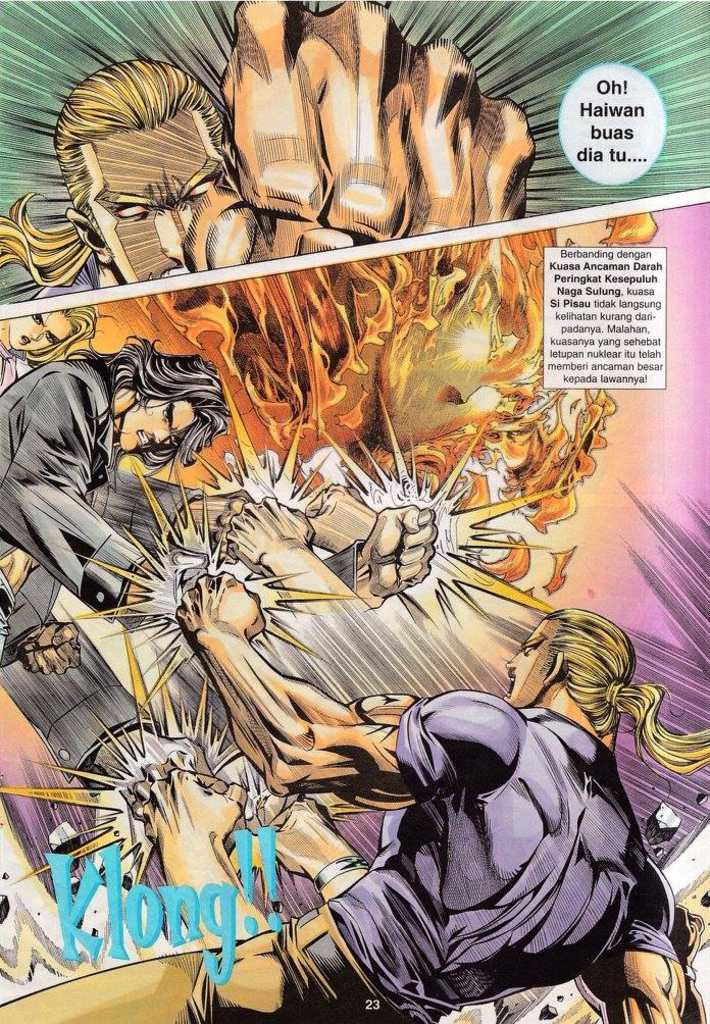 Oh!
Haiwan
buas
dia tu....
Berbanding dengan
Kuasa Ancaman Darah
Peringkat Kesepuluh
Naga Sulung, kuasa
Si Pisau tidak langsung
kelihatan kurang dari-
padanya. Malahan,
kuasanya yang sehebat
letupan nuklear itu telah
memberi ancaman besar
kepada lawannya!
Klong!!
23